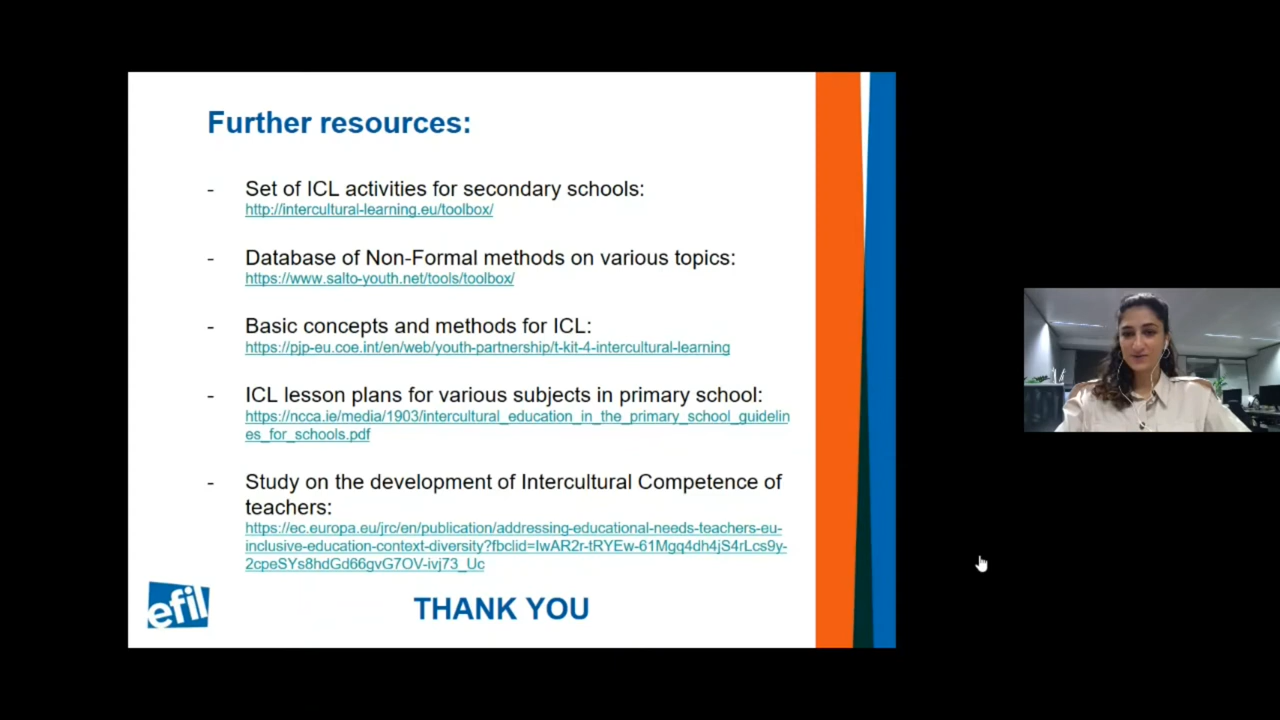 Further resources:
- Set of ICL activities for secondary schools:
http://intercultural-learning.eu/toolbox/
- Database of Non-Formal methods on various topics:
https://www.salto-youth.net/tools/toolbox/
- Basic concepts and methods for ICL:
https://pjp-eu.coe.int/en/web/youth-partnership/t-kit-4-intercultural-learning
- ICL lesson plans for various subjects in primary school:
https://ncca.ie/media/1903/intercultural_education_in_the_primary_school_guidelin
es_for_schools.pdf
- Study on the development of Intercultural Competence of
teachers:
https://ec.europa.eu/jrc/en/publication/addressing-educational-needs-teachers-eu-
inclusive-education-context-diversity?fbclid=IwAR2r-tRYEw-61Mgq4dh4jS4rLcs9y-
2cpeSYs8hdGd66gvG7OV-ivj73_Uc
efil
THANK YOU